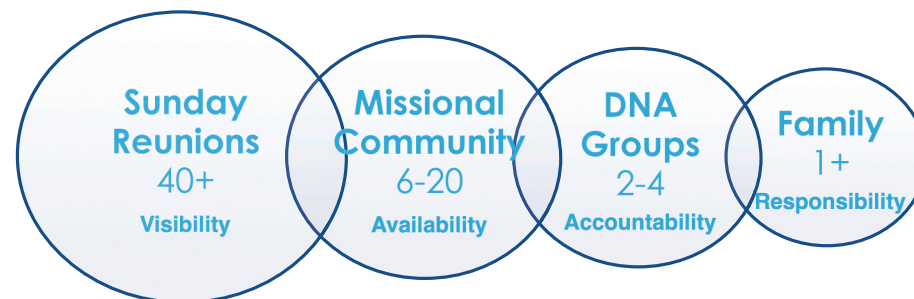 Sunday
Reunions
40+
Visibility
Missional
Community
6-20
Availability
DNA
Groups
2-4
Accountability
Family
1+
Responsibility